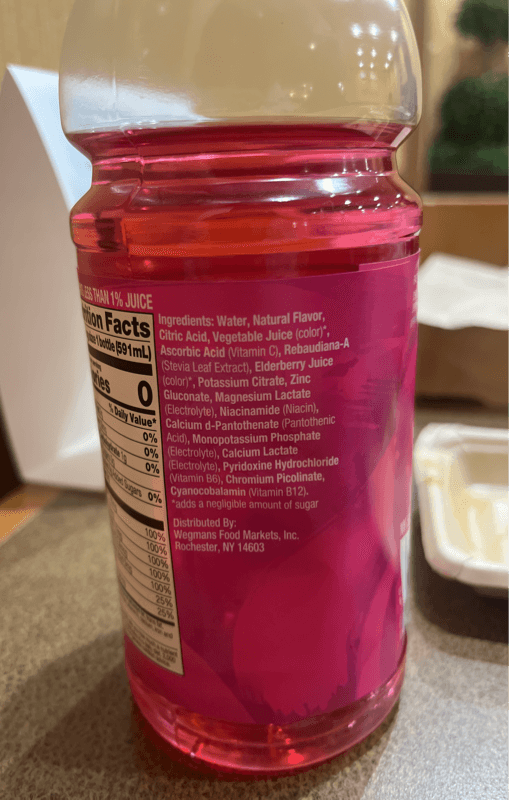 LESS THAN 1% JUICE
Facts
1 bottle (591mL)
0
% Daily Value*
0%
0%
0%
1g
Sugars 0%
100%
100%
100%
100%
100%
25%
25%
Ingredients: Water, Natural Flavor,
Citric Acid, Vegetable Juice (color)*,
Ascorbic Acid (Vitamin C), Rebaudiana-A
(Stevia Leaf Extract), Elderberry Juice
(color)*, Potassium Citrate, Zinc
Gluconate, Magnesium Lactate
(Electrolyte), Niacinamide (Niacin),
Calcium d-Pantothenate (Pantothenic
Acid), Monopotassium Phosphate
(Electrolyte), Calcium Lactate
(Electrolyte), Pyridoxine Hydrochloride
(Vitamin B6), Chromium Picolinate,
Cyanocobalamin (Vitamin B12).
*adds a negligible amount of sugar
Distributed By:
Wegmans Food Markets, Inc.
Rochester, NY 14603